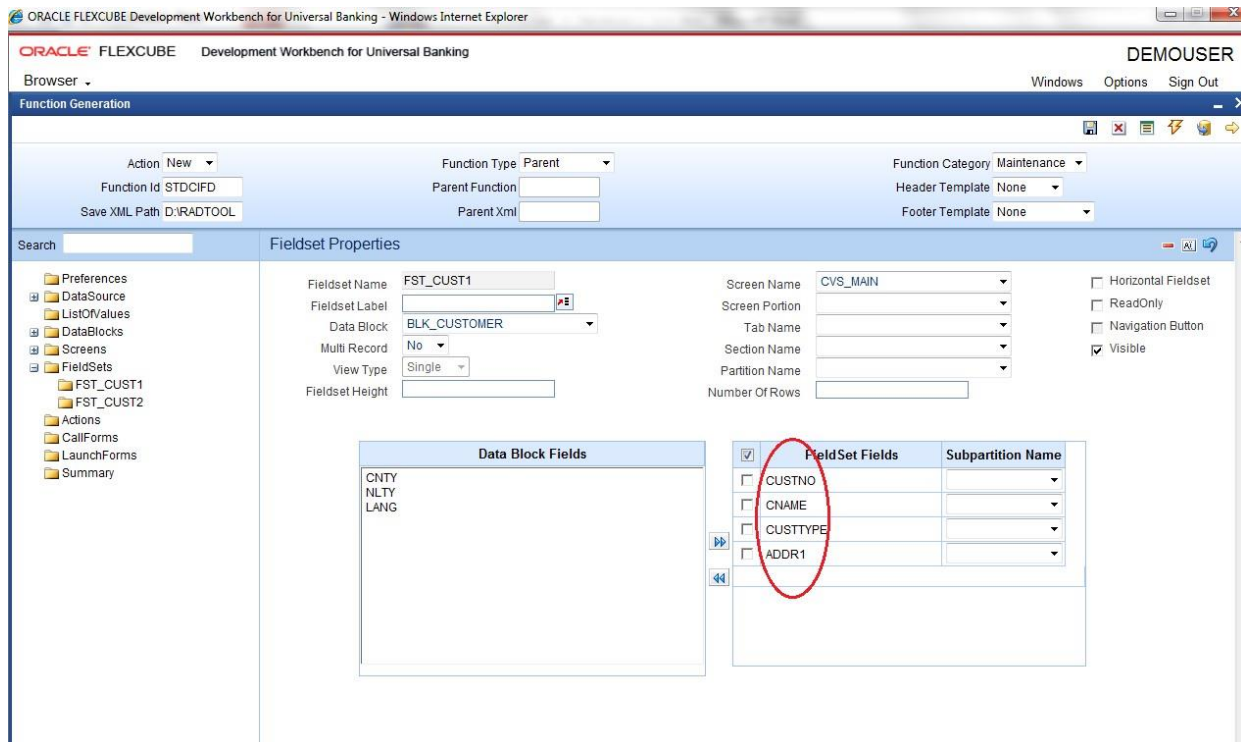 ORACLE FLEXCUBE Development Workbench for Universal Banking - Windows Internet Explorer
ORACLE FLEXCUBE Development Workbench for Universal Banking
DEMOUSER
Browser
Windows Options Sign Out
Function Generation
Action New Function Type Parent Function Category Maintenance
Function Id STDCIFD Parent Function Header Template None
Save XML Path D:\RADTOOL Parent Xml Footer Template None
Search
Fieldset Properties
Preferences
DataSource
ListOfValues
DataBlocks
Screens
FieldSets
FST_CUST1
FST_CUST2
Actions
CallForms
LaunchForms
Summary
Fieldset Name FST_CUST1
Fieldset Label
Data Block BLK_CUSTOMER
Multi Record No
View Type Single
Fieldset Height
Screen Name CVS_MAIN
Screen Portion
Tab Name
Section Name
Partition Name
Number Of Rows
Horizontal Fieldset
ReadOnly
Navigation Button
Visible
Data Block Fields
CNTY
NLTY
LANG
FieldSet Fields Subpartition Name
CUSTNO
CNAME
CUSTTYPE
ADDR1